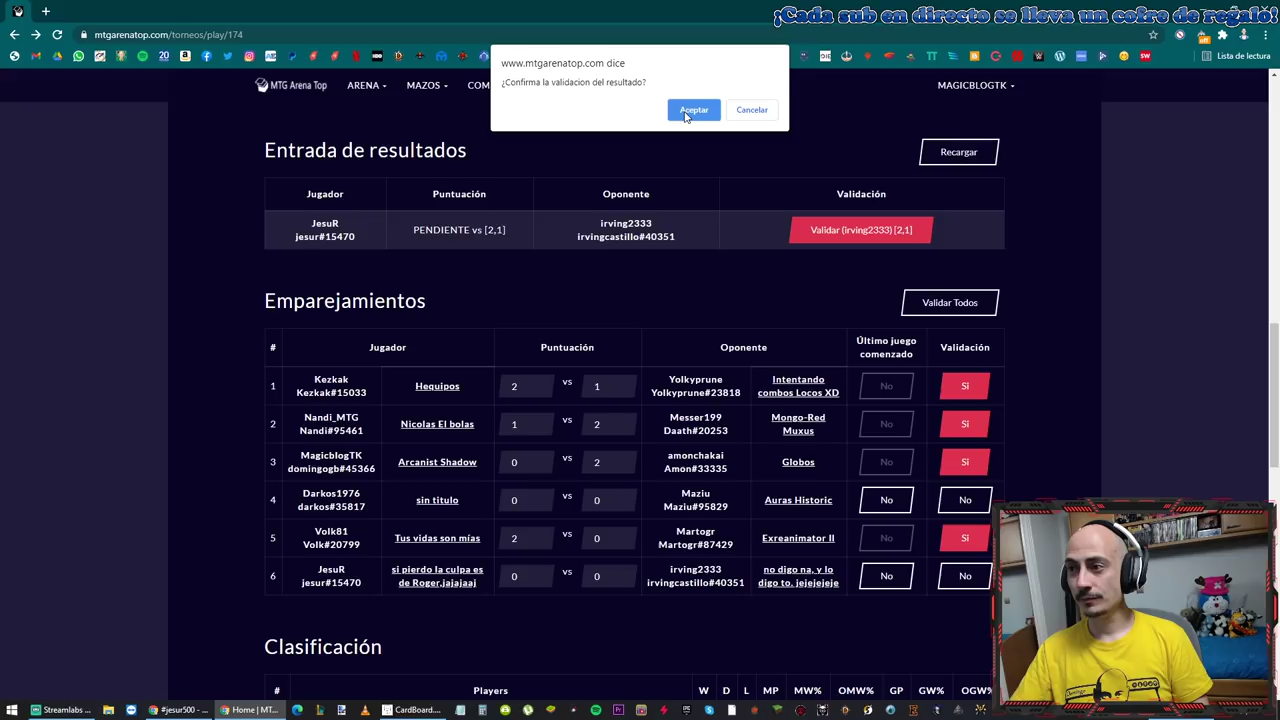 ¡Cada sub en directo se lleva un cofre de regalo!
mtgarenatop.com/torneos/play/174
20
SW
Lista de lectura
www.mtgarenatop.com dice
¿Confirma la validacion del resultado?
Aceptar
Cancelar
MTG Arena Top
ARENA
MAZOS
COM
MAGICBLOGTK
Entrada de resultados
Recargar
Jugador
Puntuación
Oponente
Validación
JesuR
jesur#15470
PENDIENTE vs [2,1]
irving2333
irvingcastillo#40351
Validar (irving2333) [2,1]
Emparejamientos
Validar Todos
#
Jugador
Puntuación
Oponente
Último juego
comenzado
Validación
1
Kezkak
Kezkak#15033
Hequipos
2
vs
1
Yolkyprune
Yolkyprune#23818
Intentando
combos Locos XD
No
Si
2
Nandi_MTG
Nandi#95461
Nicolas El bolas
1
vs
2
Messer199
Daath#20253
Mongo-Red
Muxus
No
Si
3
MagicblogTK
domingogb#45366
Arcanist Shadow
0
vs
2
amonchakai
Amon#33335
Globos
No
Si
4
Darkos1976
darkos#35817
sin titulo
0
vs
0
Maziu
Maziu#95829
Auras Historic
No
No
5
Volk81
Volk#20799
Tus vidas son mías
2
vs
0
Martogr
Martogr#87429
Exreanimator II
No
Si
6
JesuR
jesur#15470
si pierdo la culpa es
de Roger,jajajaaj
0
vs
0
irving2333
irvingcastillo#40351
no digo na, y lo
digo to. jejejejeje
No
No
Clasificación
#
Players
W
D
L
MP
MW%
OMW%
GP
GW%
OGW%
Streamlabs ...
#jesur500 - ...
Home | MT...